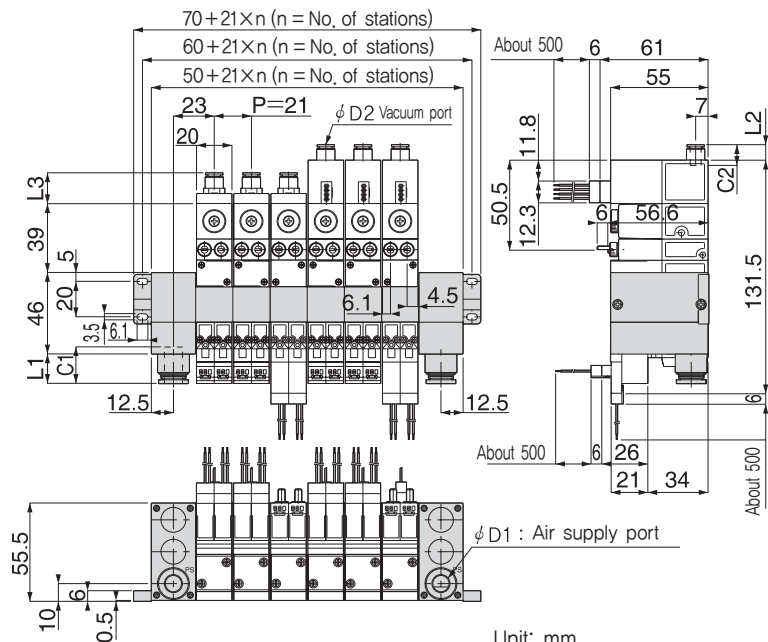 70+21×n (n = No. of stations)
60+21×n (n = No. of stations)
50+21×n (n = No. of stations)
23
P=21
20
φD2 Vacuum port
L3
39
5
46
20
3.5
6.1
L1
C1
12.5
6.1
4.5
12.5
About 500
6
61
55
7
L2
C2
11.8
50.5
12.3
6
56.6
131.5
6
About 500
6
26
21
34
About 500
55.5
10
6
0.5
PS
PS
φD1 : Air supply port
Unit: mm